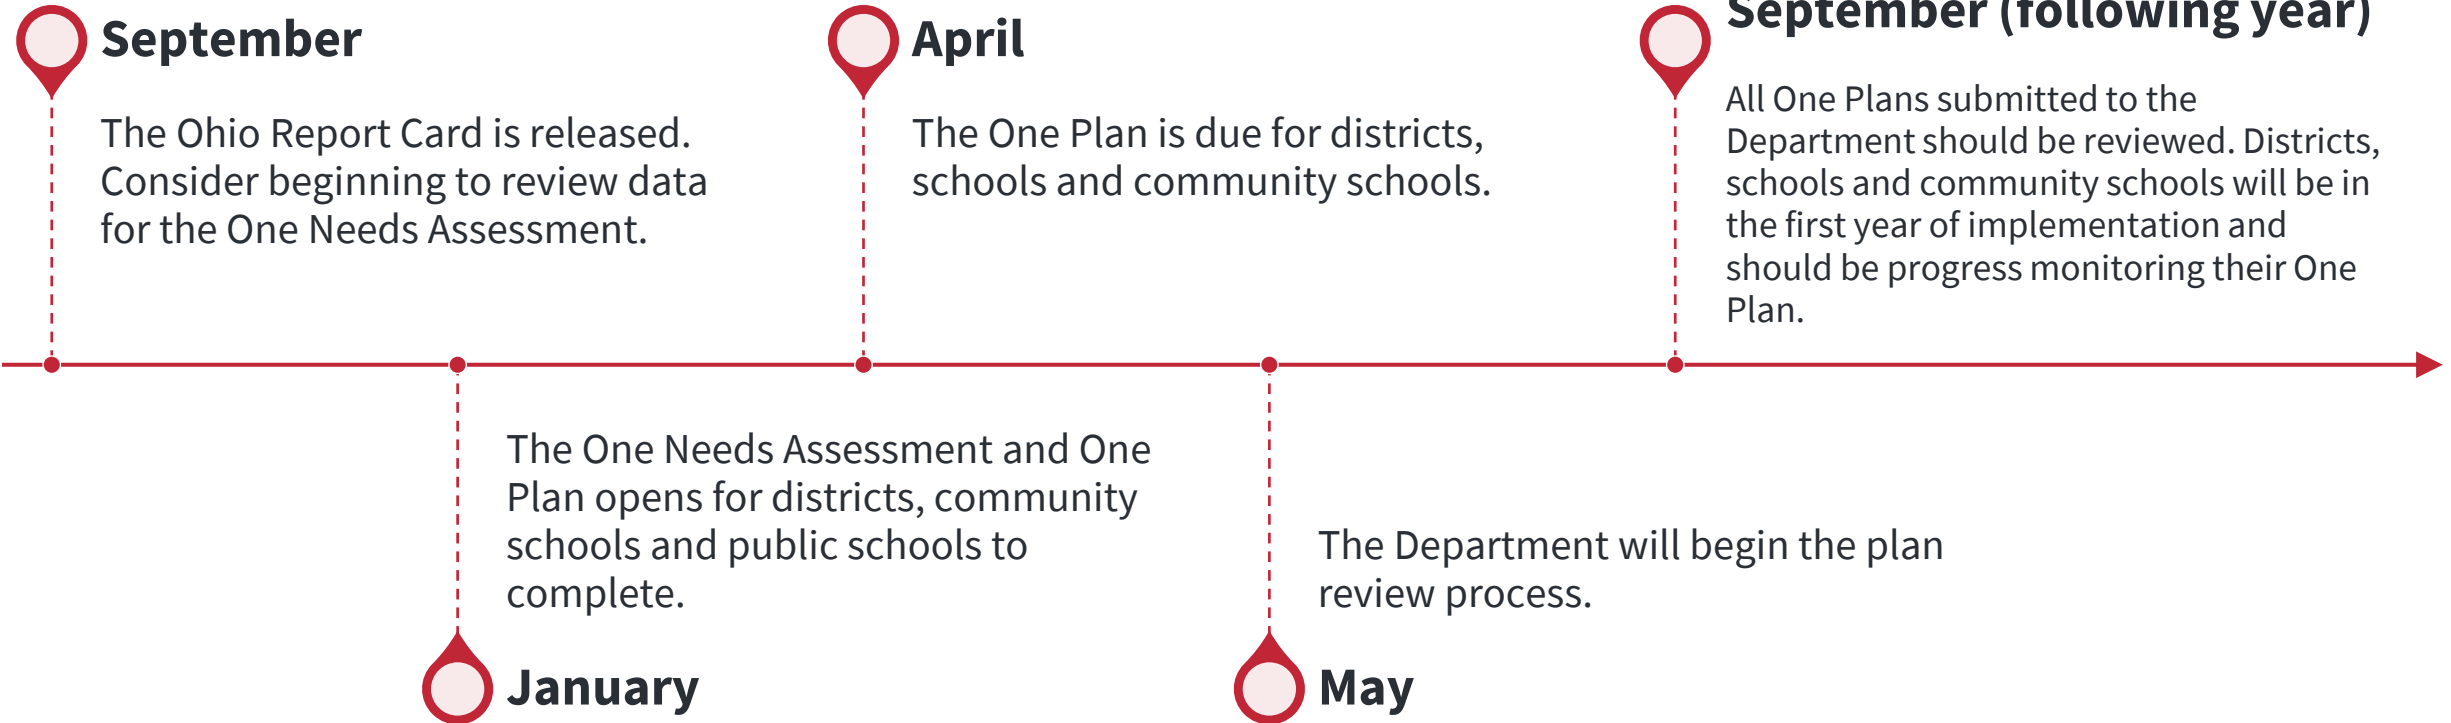 September
The Ohio Report Card is released.
Consider beginning to review data
for the One Needs Assessment.
The One Needs Assessment and One
Plan opens for districts, community
schools and public schools to
complete.
January
April
The One Plan is due for districts,
schools and community schools.
The Department will begin the plan
review process.
May
September (following year)
All One Plans submitted to the
Department should be reviewed. Districts,
schools and community schools will be in
the first year of implementation and
should be progress monitoring their One
Plan.